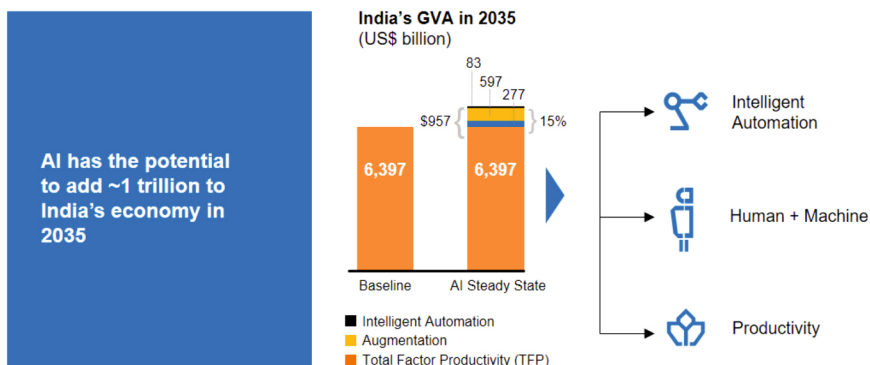 AI has the potential
to add ~1 trillion to
India's economy in
2035
India's GVA in 2035
(US$ billion)
83
597
277
$957
15%
6,397
6,397
Baseline
AI Steady State
Intelligent Automation
Augmentation
Total Factor Productivity (TFP)
Intelligent
Automation
Human + Machine
Productivity